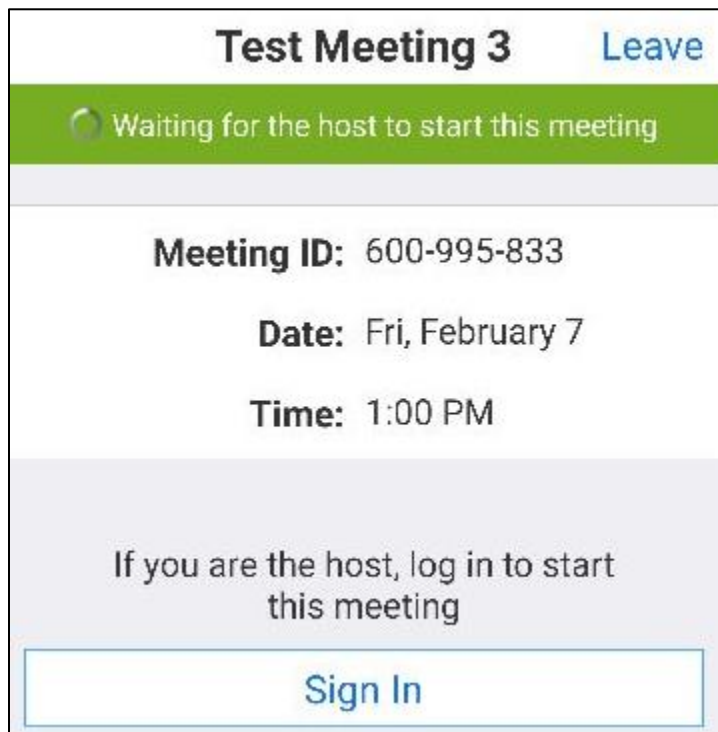 Test Meeting 3 Leave
Waiting for the host to start this meeting
Meeting ID: 600-995-833
Date: Fri, February 7
Time: 1:00 PM
If you are the host, log in to start
this meeting
Sign In